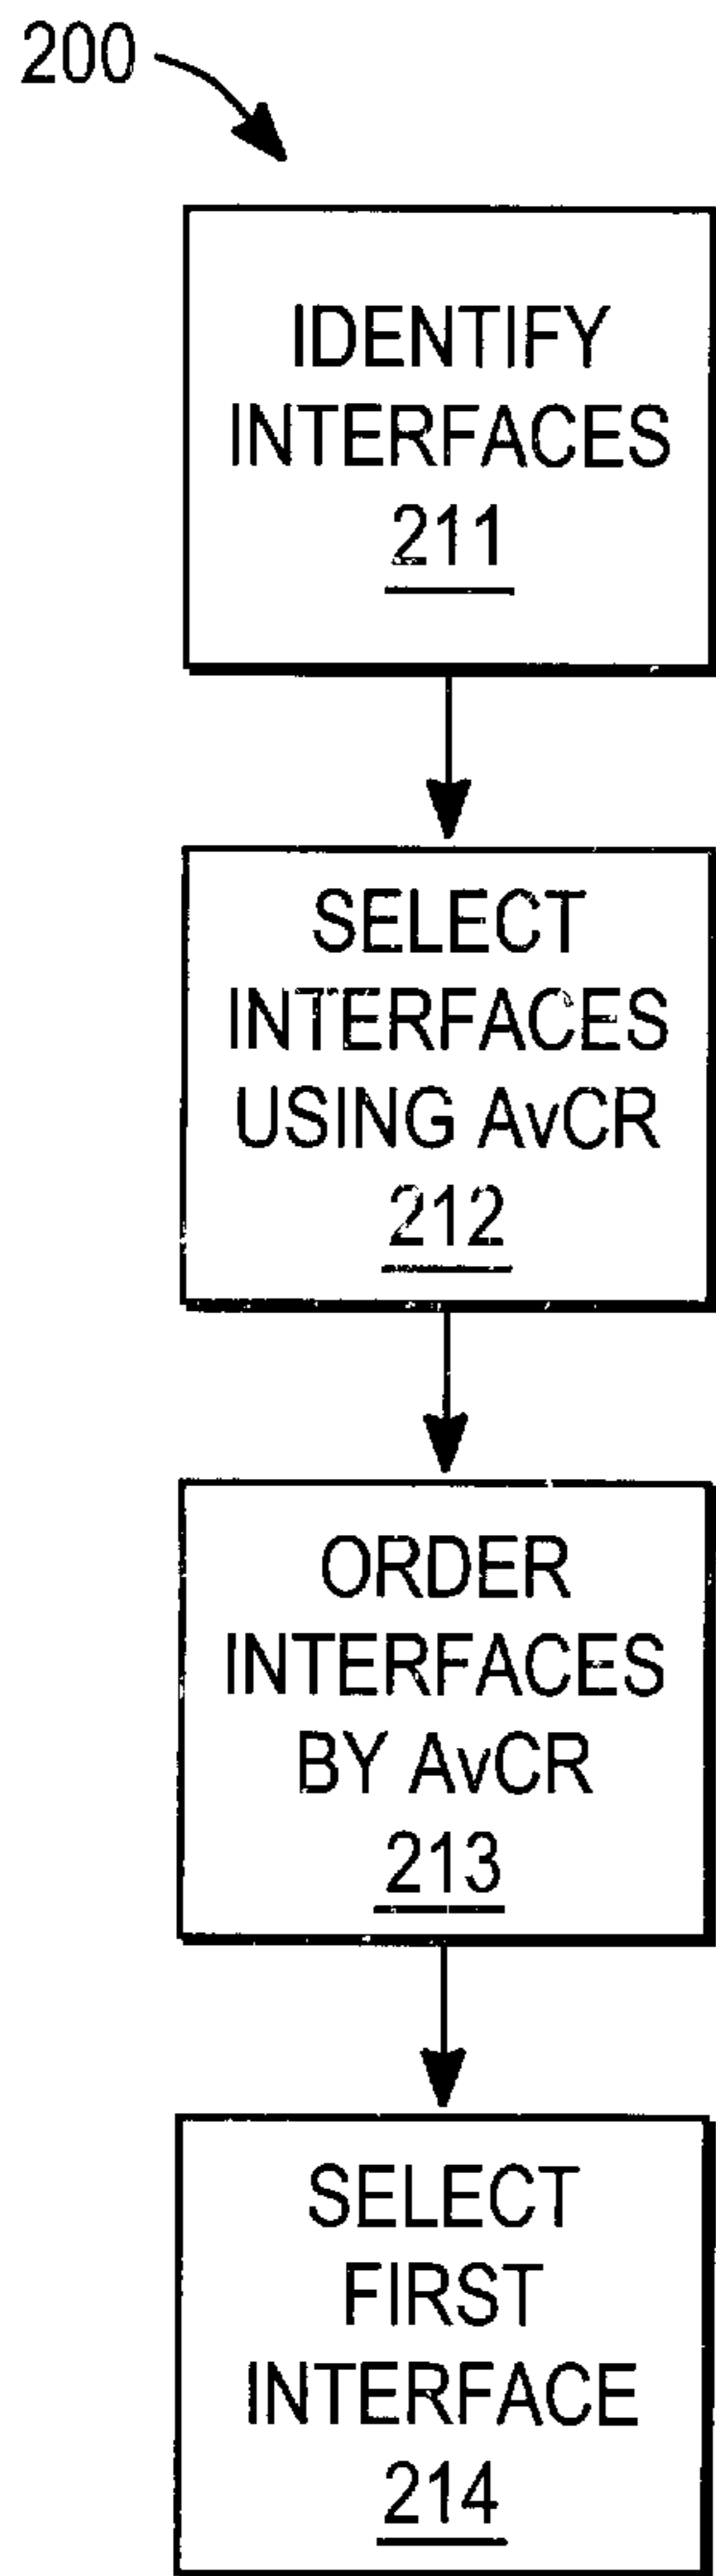 200
IDENTIFY
INTERFACES
211
SELECT
INTERFACES
USING AvCR
212
ORDER
INTERFACES
BY AvCR
213
SELECT
FIRST
INTERFACE
214